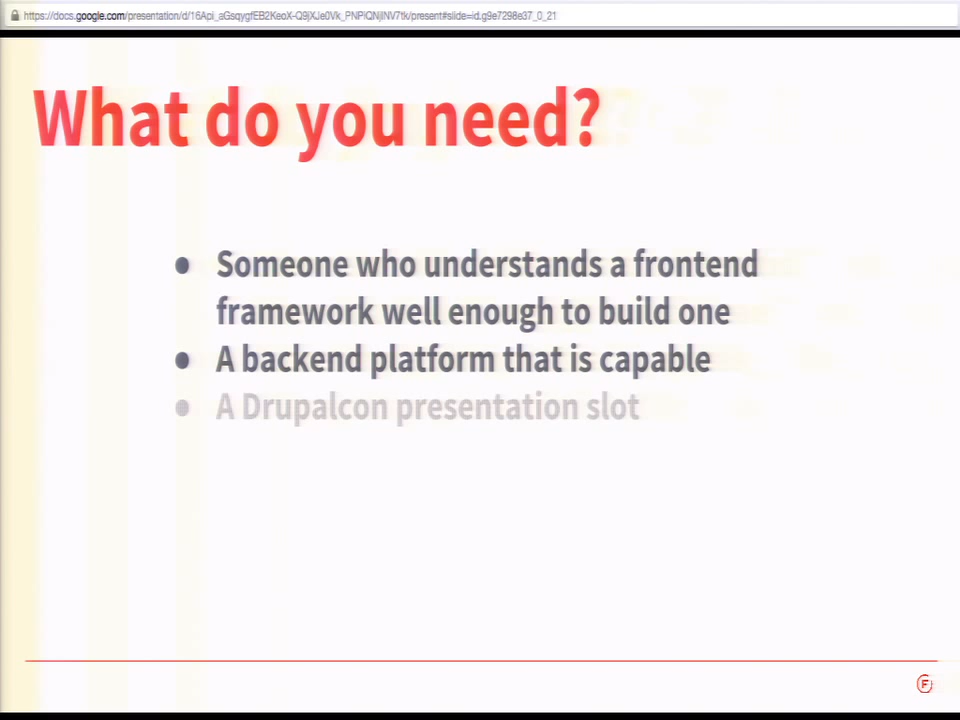 What do you need?
● Someone who understands a frontend
framework well enough to build one
● A backend platform that is capable
● A Drupalcon presentation slot
F